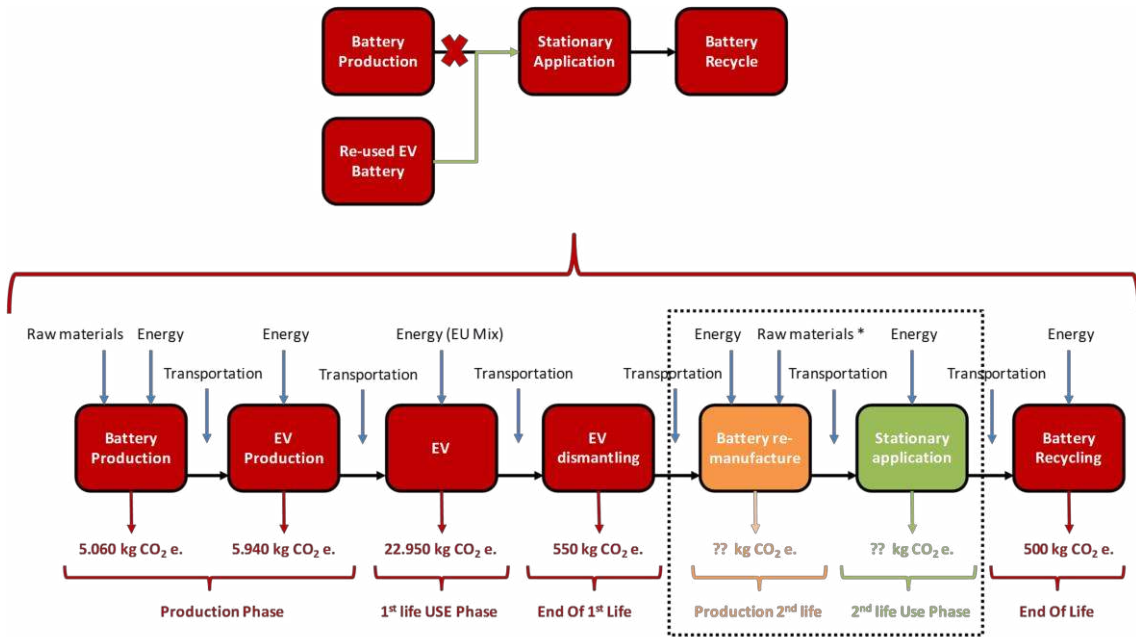 Battery
Production
Stationary
Application
Battery
Recycle
Re-used EV
Battery
Raw materials
Energy
Energy
Energy (EU Mix)
Energy
Raw materials *
Energy
Energy
Transportation
Transportation
Transportation
Transportation
Transportation
Transportation
Battery
Production
EV
Production
EV
EV
dismantling
Battery re-
manufacture
Stationary
application
Battery
Recycling
5.060 kg CO₂ e.
5.940 kg CO₂ e.
22.950 kg CO₂ e.
550 kg CO₂ e.
?? kg CO₂ e.
?? kg CO₂ e.
500 kg CO₂ e.
Production Phase
1st life USE Phase
End Of 1st Life
Production 2nd life
2nd life Use Phase
End Of Life